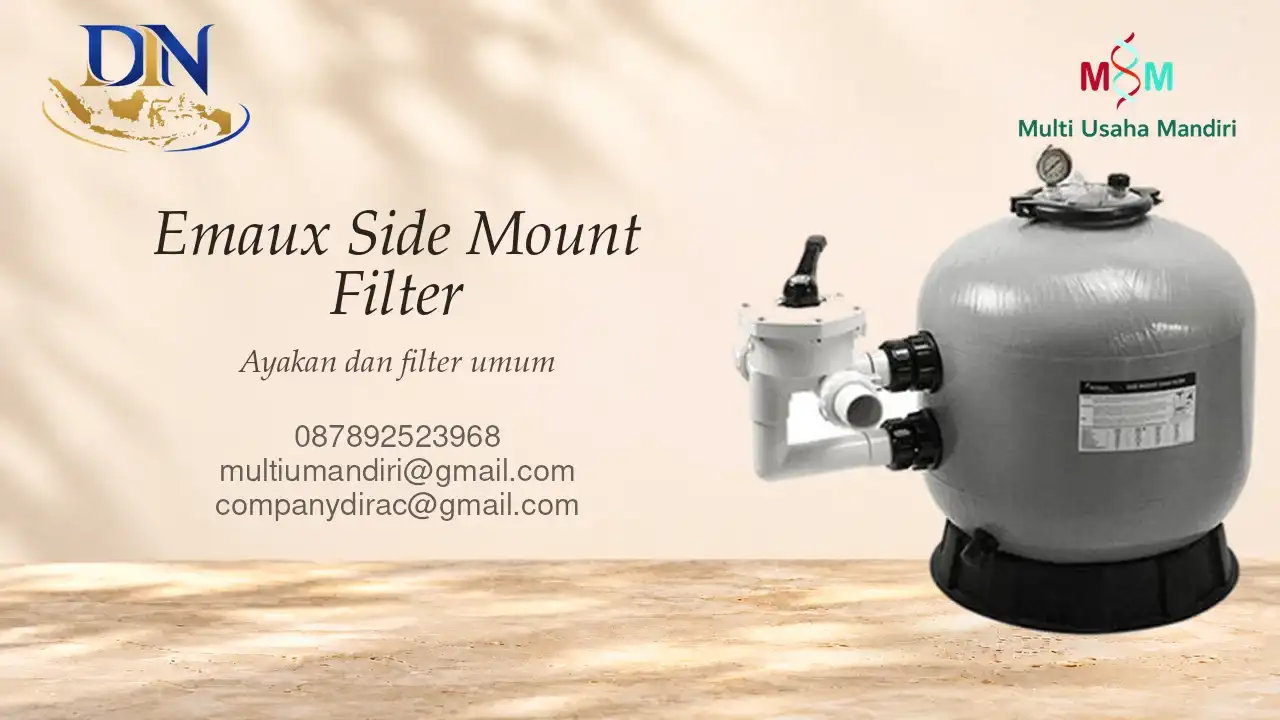 DN
M M
Multi Usaha Mandiri
Emaux Side Mount
Filter
Ayakan dan filter umum
087892523968
multiumandiri@gmail.com
companydirac@gmail.com